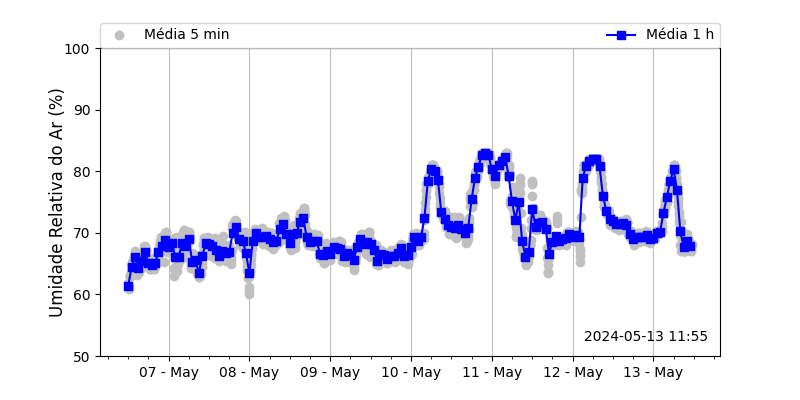 Média 5 min
Média 1 h
Umidade Relativa do Ar (%)
100
90
80
70
60
50
2024-05-13 11:55
07 - May
08 - May
09 - May
10 - May
11 - May
12 - May
13 - May